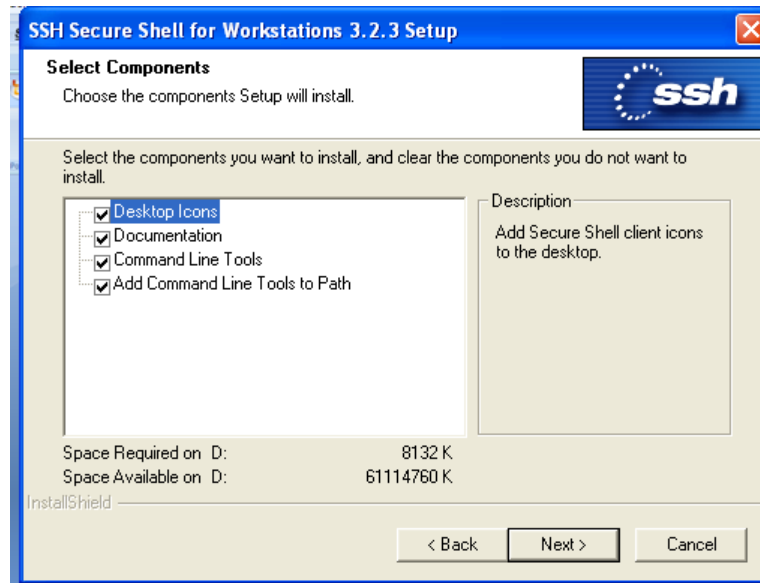 SSH Secure Shell for Workstations 3.2.3 Setup
Select Components
Choose the components Setup will install.
ssh
Select the components you want to install, and clear the components you do not want to
install.
Desktop Icons
Documentation
Command Line Tools
Add Command Line Tools to Path
Description
Add Secure Shell client icons
to the desktop.
Space Required on D: 8132 K
Space Available on D: 61114760 K
InstallShield
< Back Next > Cancel